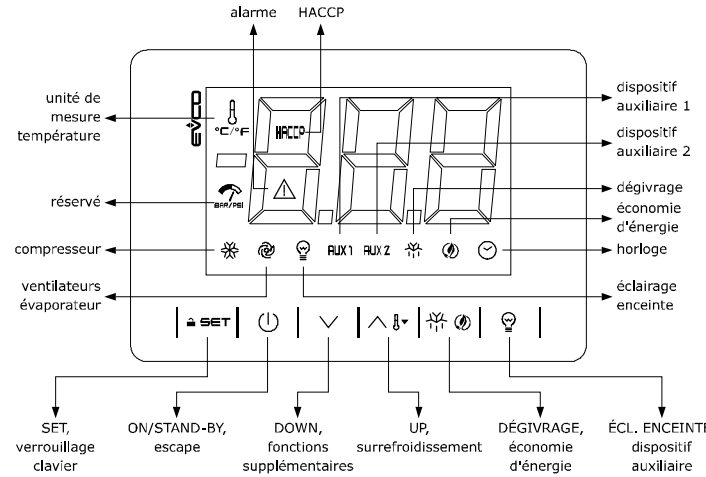 alarme
HACCP
unité de
mesure
température
EVCO
°C/°F
HACCP
dispositif
auxiliaire 1
dispositif
auxiliaire 2
réservé
BAR/PSI
dégivrage
économie
d'énergie
compresseur
AUX 1
AUX 2
horloge
ventilateurs
évaporateur
éclairage
enceinte
SET
SET,
verrouillage
clavier
ON/STAND-BY,
escape
DOWN,
fonctions
supplémentaires
UP,
surrefroidissement
DÉGIVRAGE,
économie
d'énergie
ÉCL. ENCEINTE
dispositif
auxiliaire